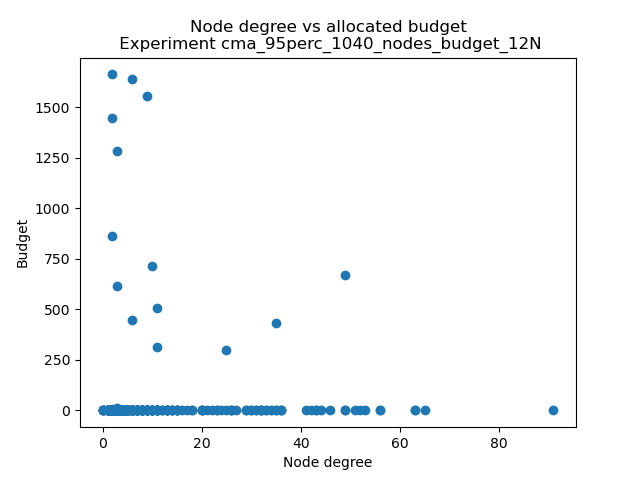 Node degree vs allocated budget
Experiment cma_95perc_1040_nodes_budget_12N
1500
1250
1000
750
500
250
0
Budget
0 20 40 60 80
Node degree